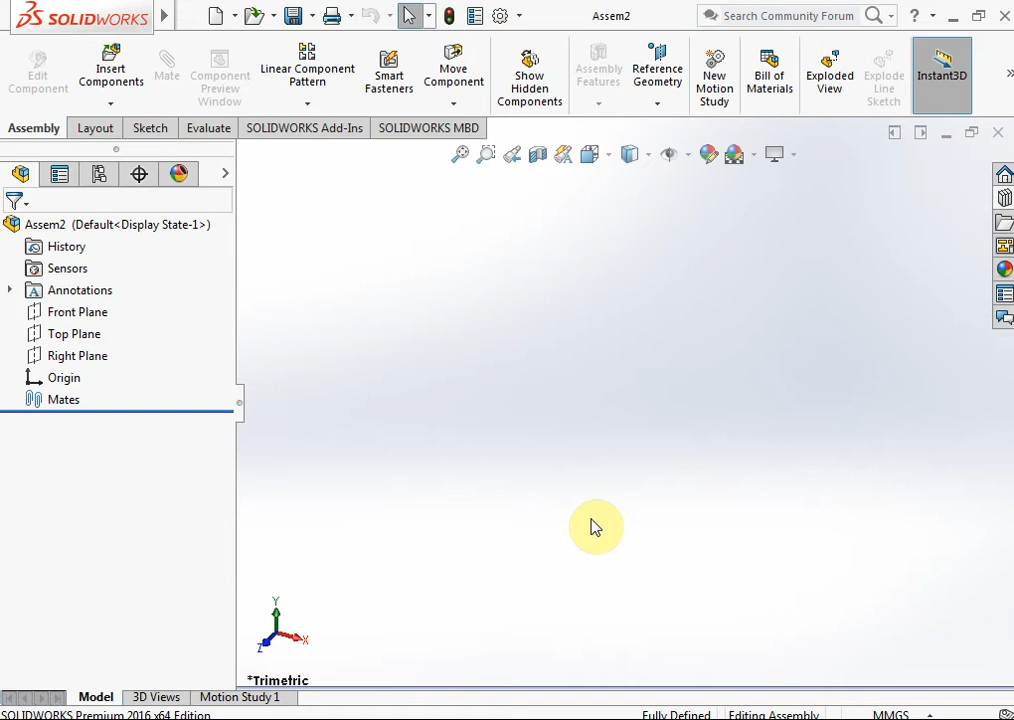 SOLIDWORKS
Assem2
Search Community Forum
?
Edit Component
Insert Components
Mate
Component Preview Window
Linear Component Pattern
Smart Fasteners
Move Component
Show Hidden Components
Assembly Features
Reference Geometry
New Motion Study
Bill of Materials
Exploded View
Explode Line Sketch
Instant3D
Assembly
Layout
Sketch
Evaluate
SOLIDWORKS Add-Ins
SOLIDWORKS MBD
Assem2 (Default<Display State-1>)
History
Sensors
A Annotations
Front Plane
Top Plane
Right Plane
Origin
Mates
Y
X
Z
*Trimetric
Model
3D Views
Motion Study 1
SOLIDWORKS Premium 2016 x64 Edition
Fully Defined
Editing Assembly
MMGS